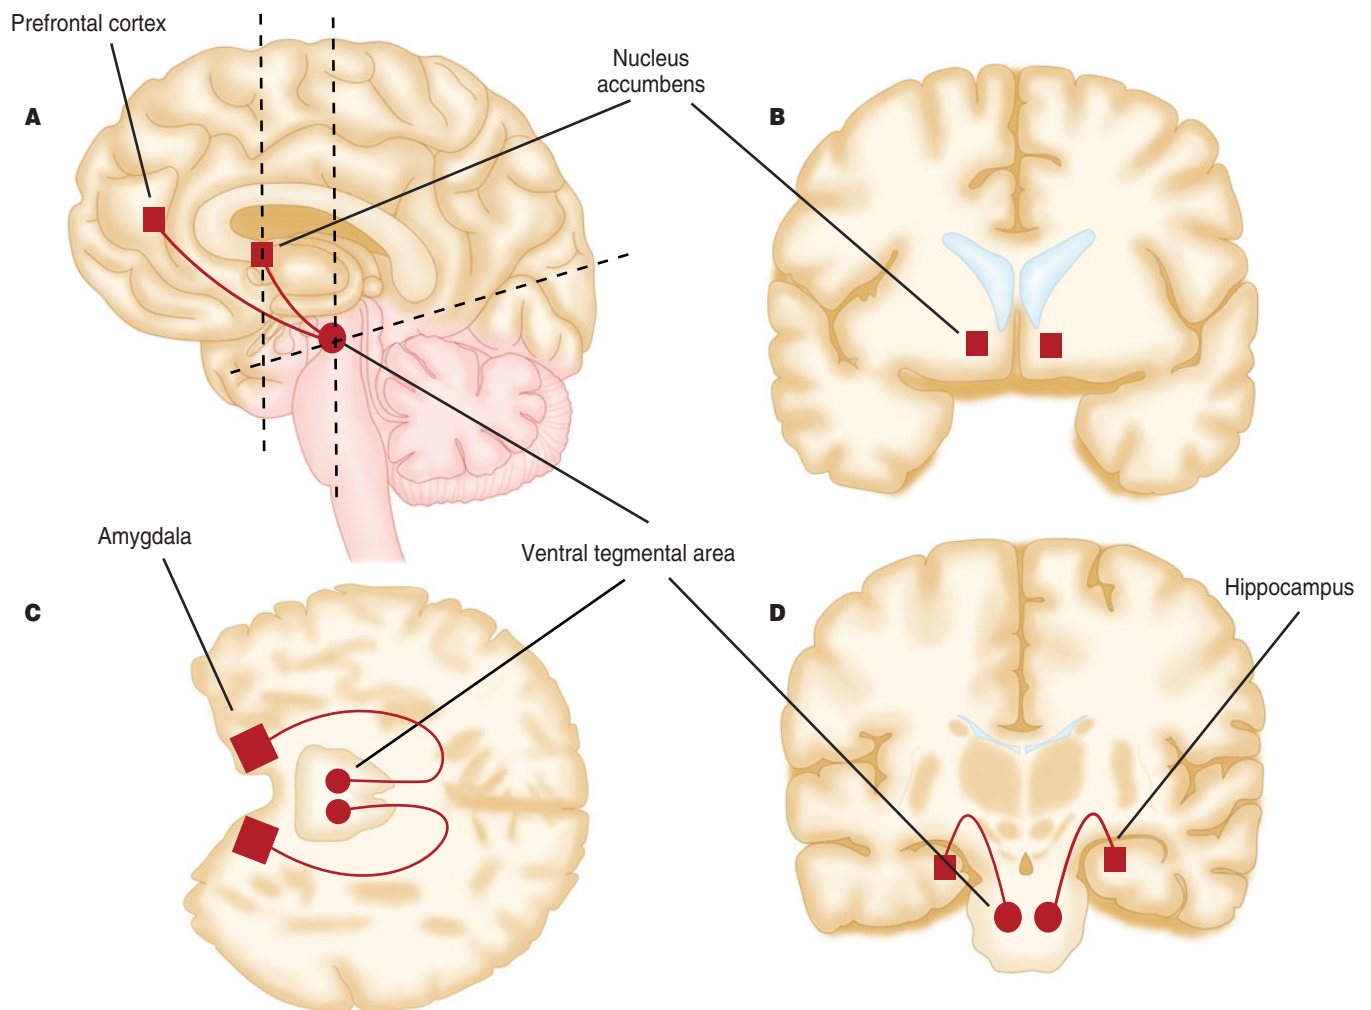 Prefrontal cortex
Nucleus
accumbens
A
B
Amygdala
Ventral tegmental area
Hippocampus
C
D